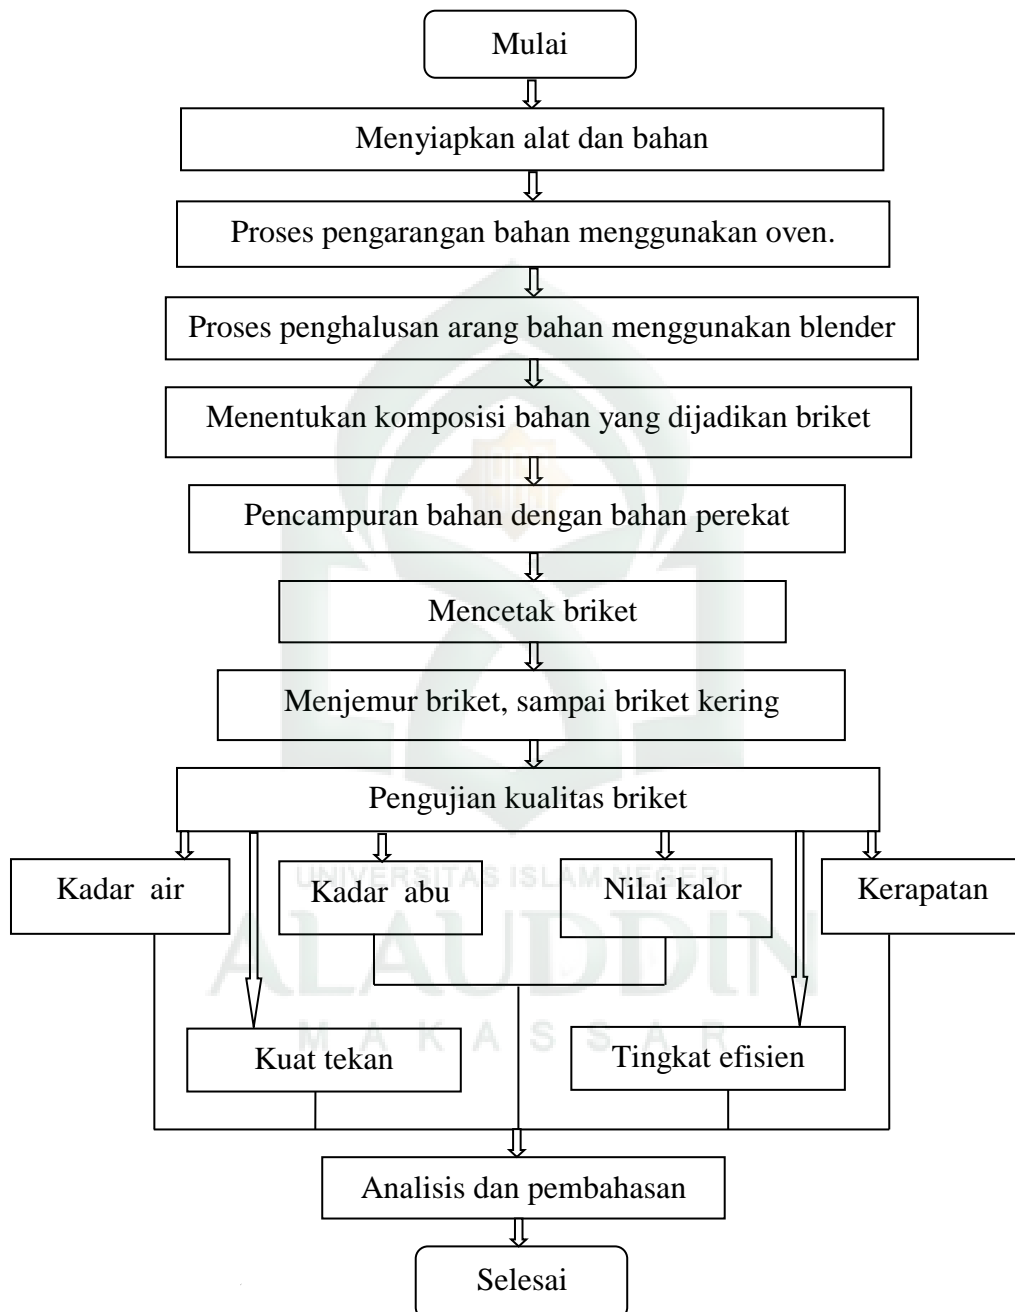 Mulai
Menyiapkan alat dan bahan
Proses pengarangan bahan menggunakan oven.
Proses penghalusan arang bahan menggunakan blender
Menentukan komposisi bahan yang dijadikan briket
Pencampuran bahan dengan bahan perekat
Mencetak briket
Menjemur briket, sampai briket kering
Pengujian kualitas briket
Kadar air
Kadar abu
Nilai kalor
Kerapatan
UNIVERSITAS ISLAM NEGERI
ALAUDDIN
MAKASSAR
Kuat tekan
Tingkat efisien
Analisis dan pembahasan
Selesai